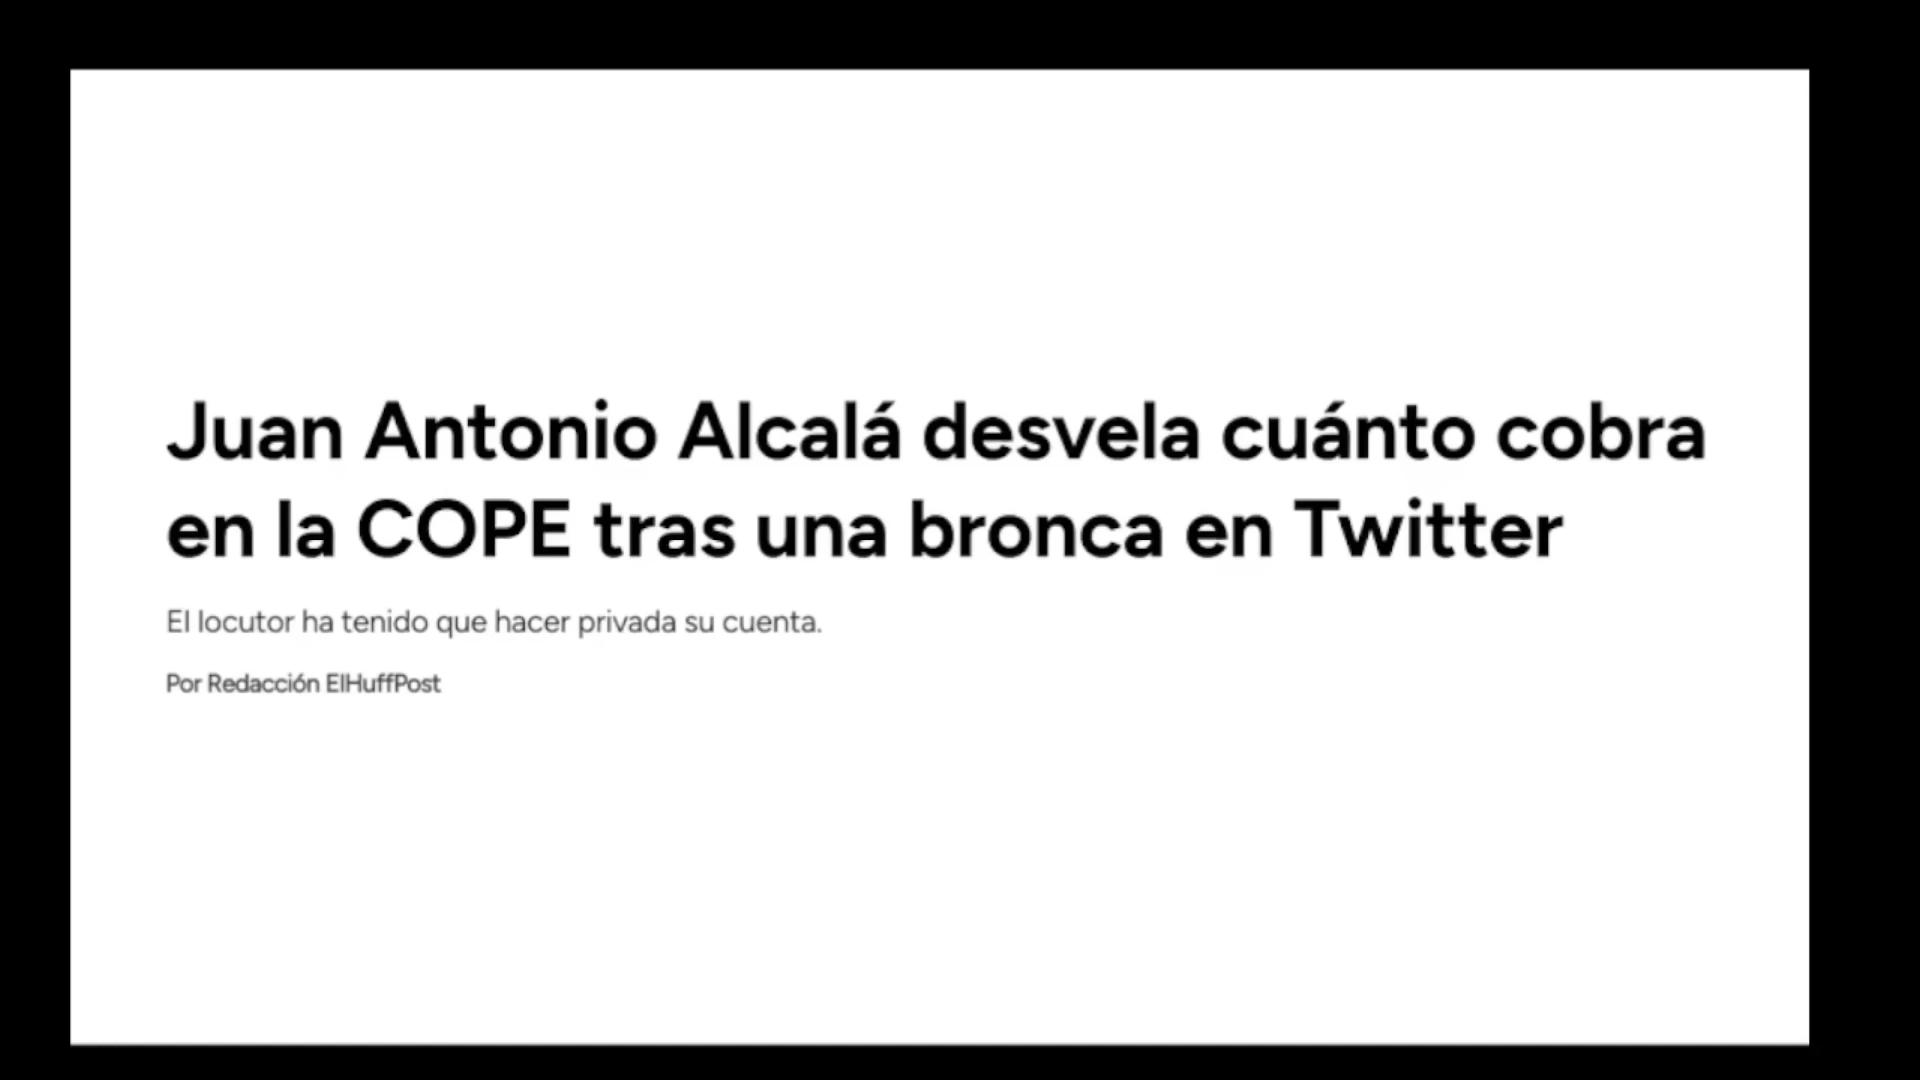 Juan Antonio Alcalá desvela cuánto cobra
en la COPE tras una bronca en Twitter
El locutor ha tenido que hacer privada su cuenta.
Por Redacción ElHuffPost